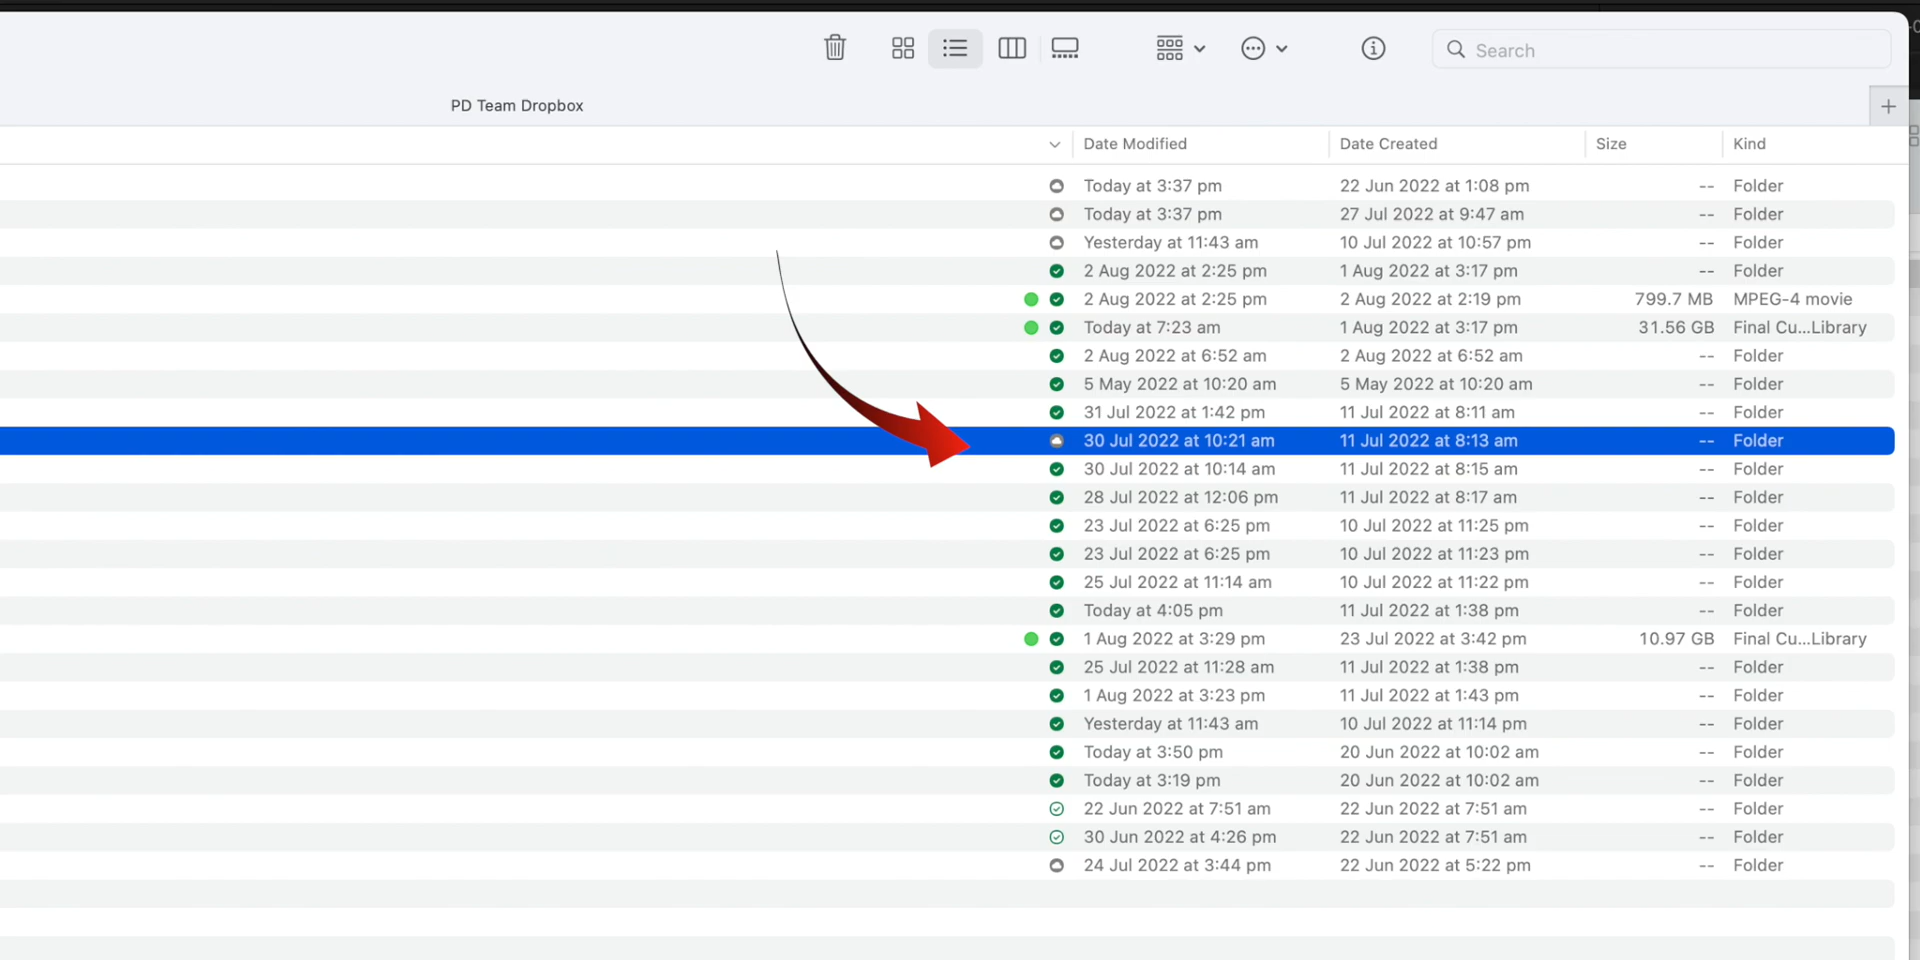 Search
PD Team Dropbox
Date Modified Date Created Size Kind
Today at 3:37 pm 22 Jun 2022 at 1:08 pm -- Folder
Today at 3:37 pm 27 Jul 2022 at 9:47 am -- Folder
Yesterday at 11:43 am 10 Jul 2022 at 10:57 pm -- Folder
2 Aug 2022 at 2:25 pm 1 Aug 2022 at 3:17 pm -- Folder
2 Aug 2022 at 2:25 pm 2 Aug 2022 at 2:19 pm 799.7 MB MPEG-4 movie
Today at 7:23 am 1 Aug 2022 at 3:17 pm 31.56 GB Final Cu...Library
2 Aug 2022 at 6:52 am 2 Aug 2022 at 6:52 am -- Folder
5 May 2022 at 10:20 am 5 May 2022 at 10:20 am -- Folder
31 Jul 2022 at 1:42 pm 11 Jul 2022 at 8:11 am -- Folder
30 Jul 2022 at 10:21 am 11 Jul 2022 at 8:13 am -- Folder
30 Jul 2022 at 10:14 am 11 Jul 2022 at 8:15 am -- Folder
28 Jul 2022 at 12:06 pm 11 Jul 2022 at 8:17 am -- Folder
23 Jul 2022 at 6:25 pm 10 Jul 2022 at 11:25 pm -- Folder
23 Jul 2022 at 6:25 pm 10 Jul 2022 at 11:23 pm -- Folder
25 Jul 2022 at 11:14 am 10 Jul 2022 at 11:22 pm -- Folder
Today at 4:05 pm 11 Jul 2022 at 1:38 pm -- Folder
1 Aug 2022 at 3:29 pm 23 Jul 2022 at 3:42 pm 10.97 GB Final Cu...Library
25 Jul 2022 at 11:28 am 11 Jul 2022 at 1:38 pm -- Folder
1 Aug 2022 at 3:23 pm 11 Jul 2022 at 1:43 pm -- Folder
Yesterday at 11:43 am 10 Jul 2022 at 11:14 pm -- Folder
Today at 3:50 pm 20 Jun 2022 at 10:02 am -- Folder
Today at 3:19 pm 20 Jun 2022 at 10:02 am -- Folder
22 Jun 2022 at 7:51 am 22 Jun 2022 at 7:51 am -- Folder
30 Jun 2022 at 4:26 pm 22 Jun 2022 at 7:51 am -- Folder
24 Jul 2022 at 3:44 pm 22 Jun 2022 at 5:22 pm -- Folder